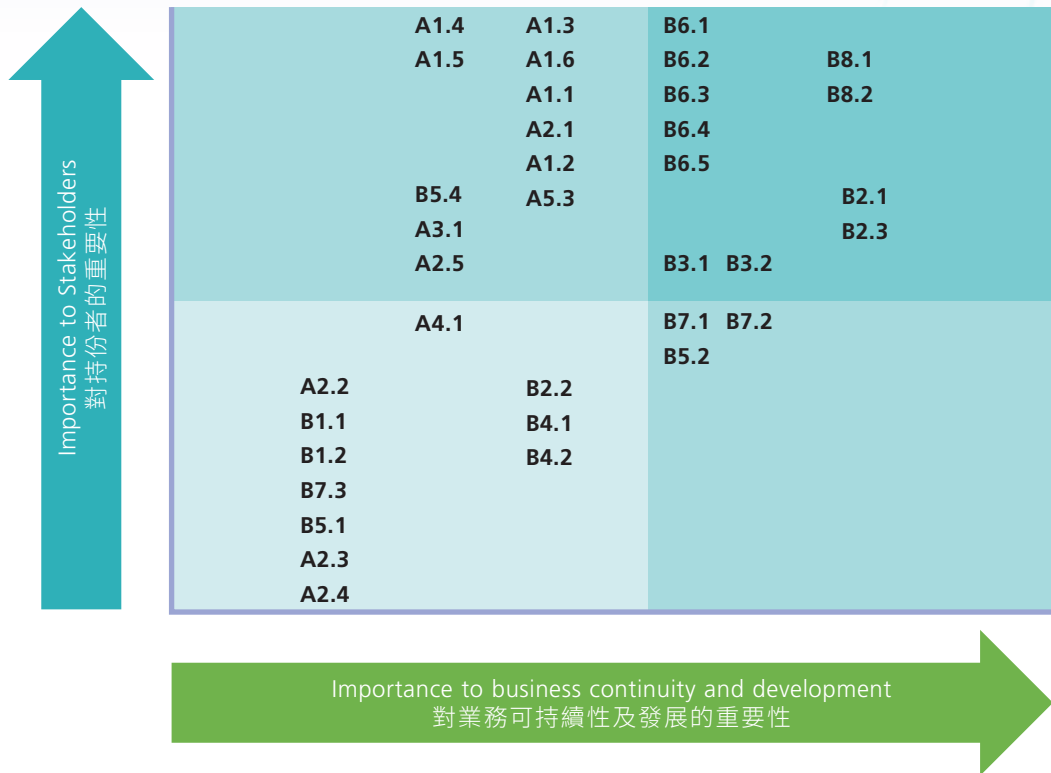 Importance to Stakeholders
對持份者的重要性
A1.4 A1.3 B6.1
A1.5 A1.6 B6.2 B8.1
A1.1 B6.3 B8.2
A2.1 B6.4
A1.2 B6.5
B5.4 A5.3 B2.1
A3.1 B2.3
A2.5 B3.1 B3.2
A4.1 B7.1 B7.2
B5.2
A2.2 B2.2
B1.1 B4.1
B1.2 B4.2
B7.3
B5.1
A2.3
A2.4
Importance to business continuity and development
對業務可持續性及發展的重要性